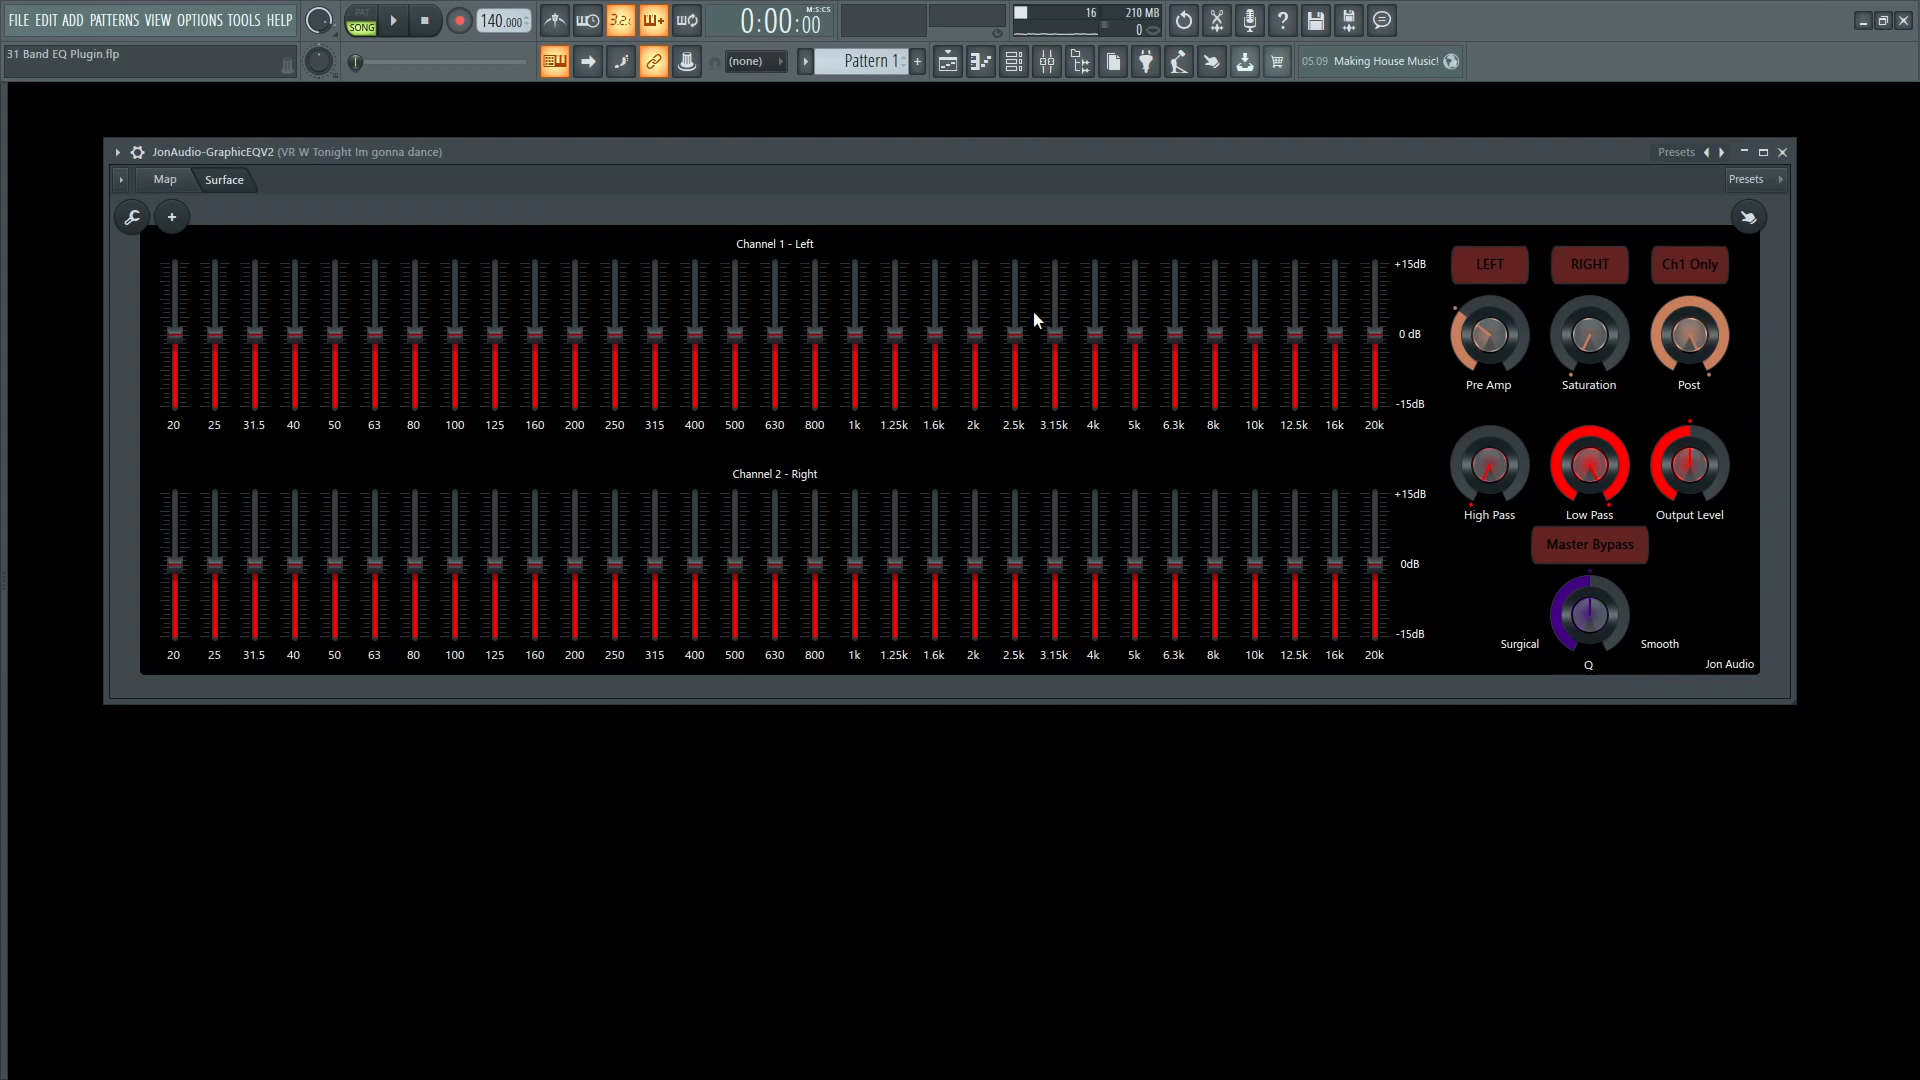 FILE EDIT ADD PATTERNS VIEW OPTIONS TOOLS HELP
PAT
SONG
140.000
3.2.
0:00:00
M:S:CS
16
210 MB
0
31 Band EQ Plugin.flp
(none)
Pattern 1
+
05.09 Making House Music!
JonAudio-GraphicEQV2 (VR W Tonight Im gonna dance)
Presets
Map
Surface
Presets
Channel 1 - Left
+15dB
0 dB
-15dB
20 25 31.5 40 50 63 80 100 125 160 200 250 315 400 500 630 800 1k 1.25k 1.6k 2k 2.5k 3.15k 4k 5k 6.3k 8k 10k 12.5k 16k 20k
LEFT RIGHT Ch1 Only
Pre Amp Saturation Post
Channel 2 - Right
+15dB
0dB
-15dB
20 25 31.5 40 50 63 80 100 125 160 200 250 315 400 500 630 800 1k 1.25k 1.6k 2k 2.5k 3.15k 4k 5k 6.3k 8k 10k 12.5k 16k 20k
High Pass Low Pass Output Level
Master Bypass
Surgical Smooth
Q
Jon Audio